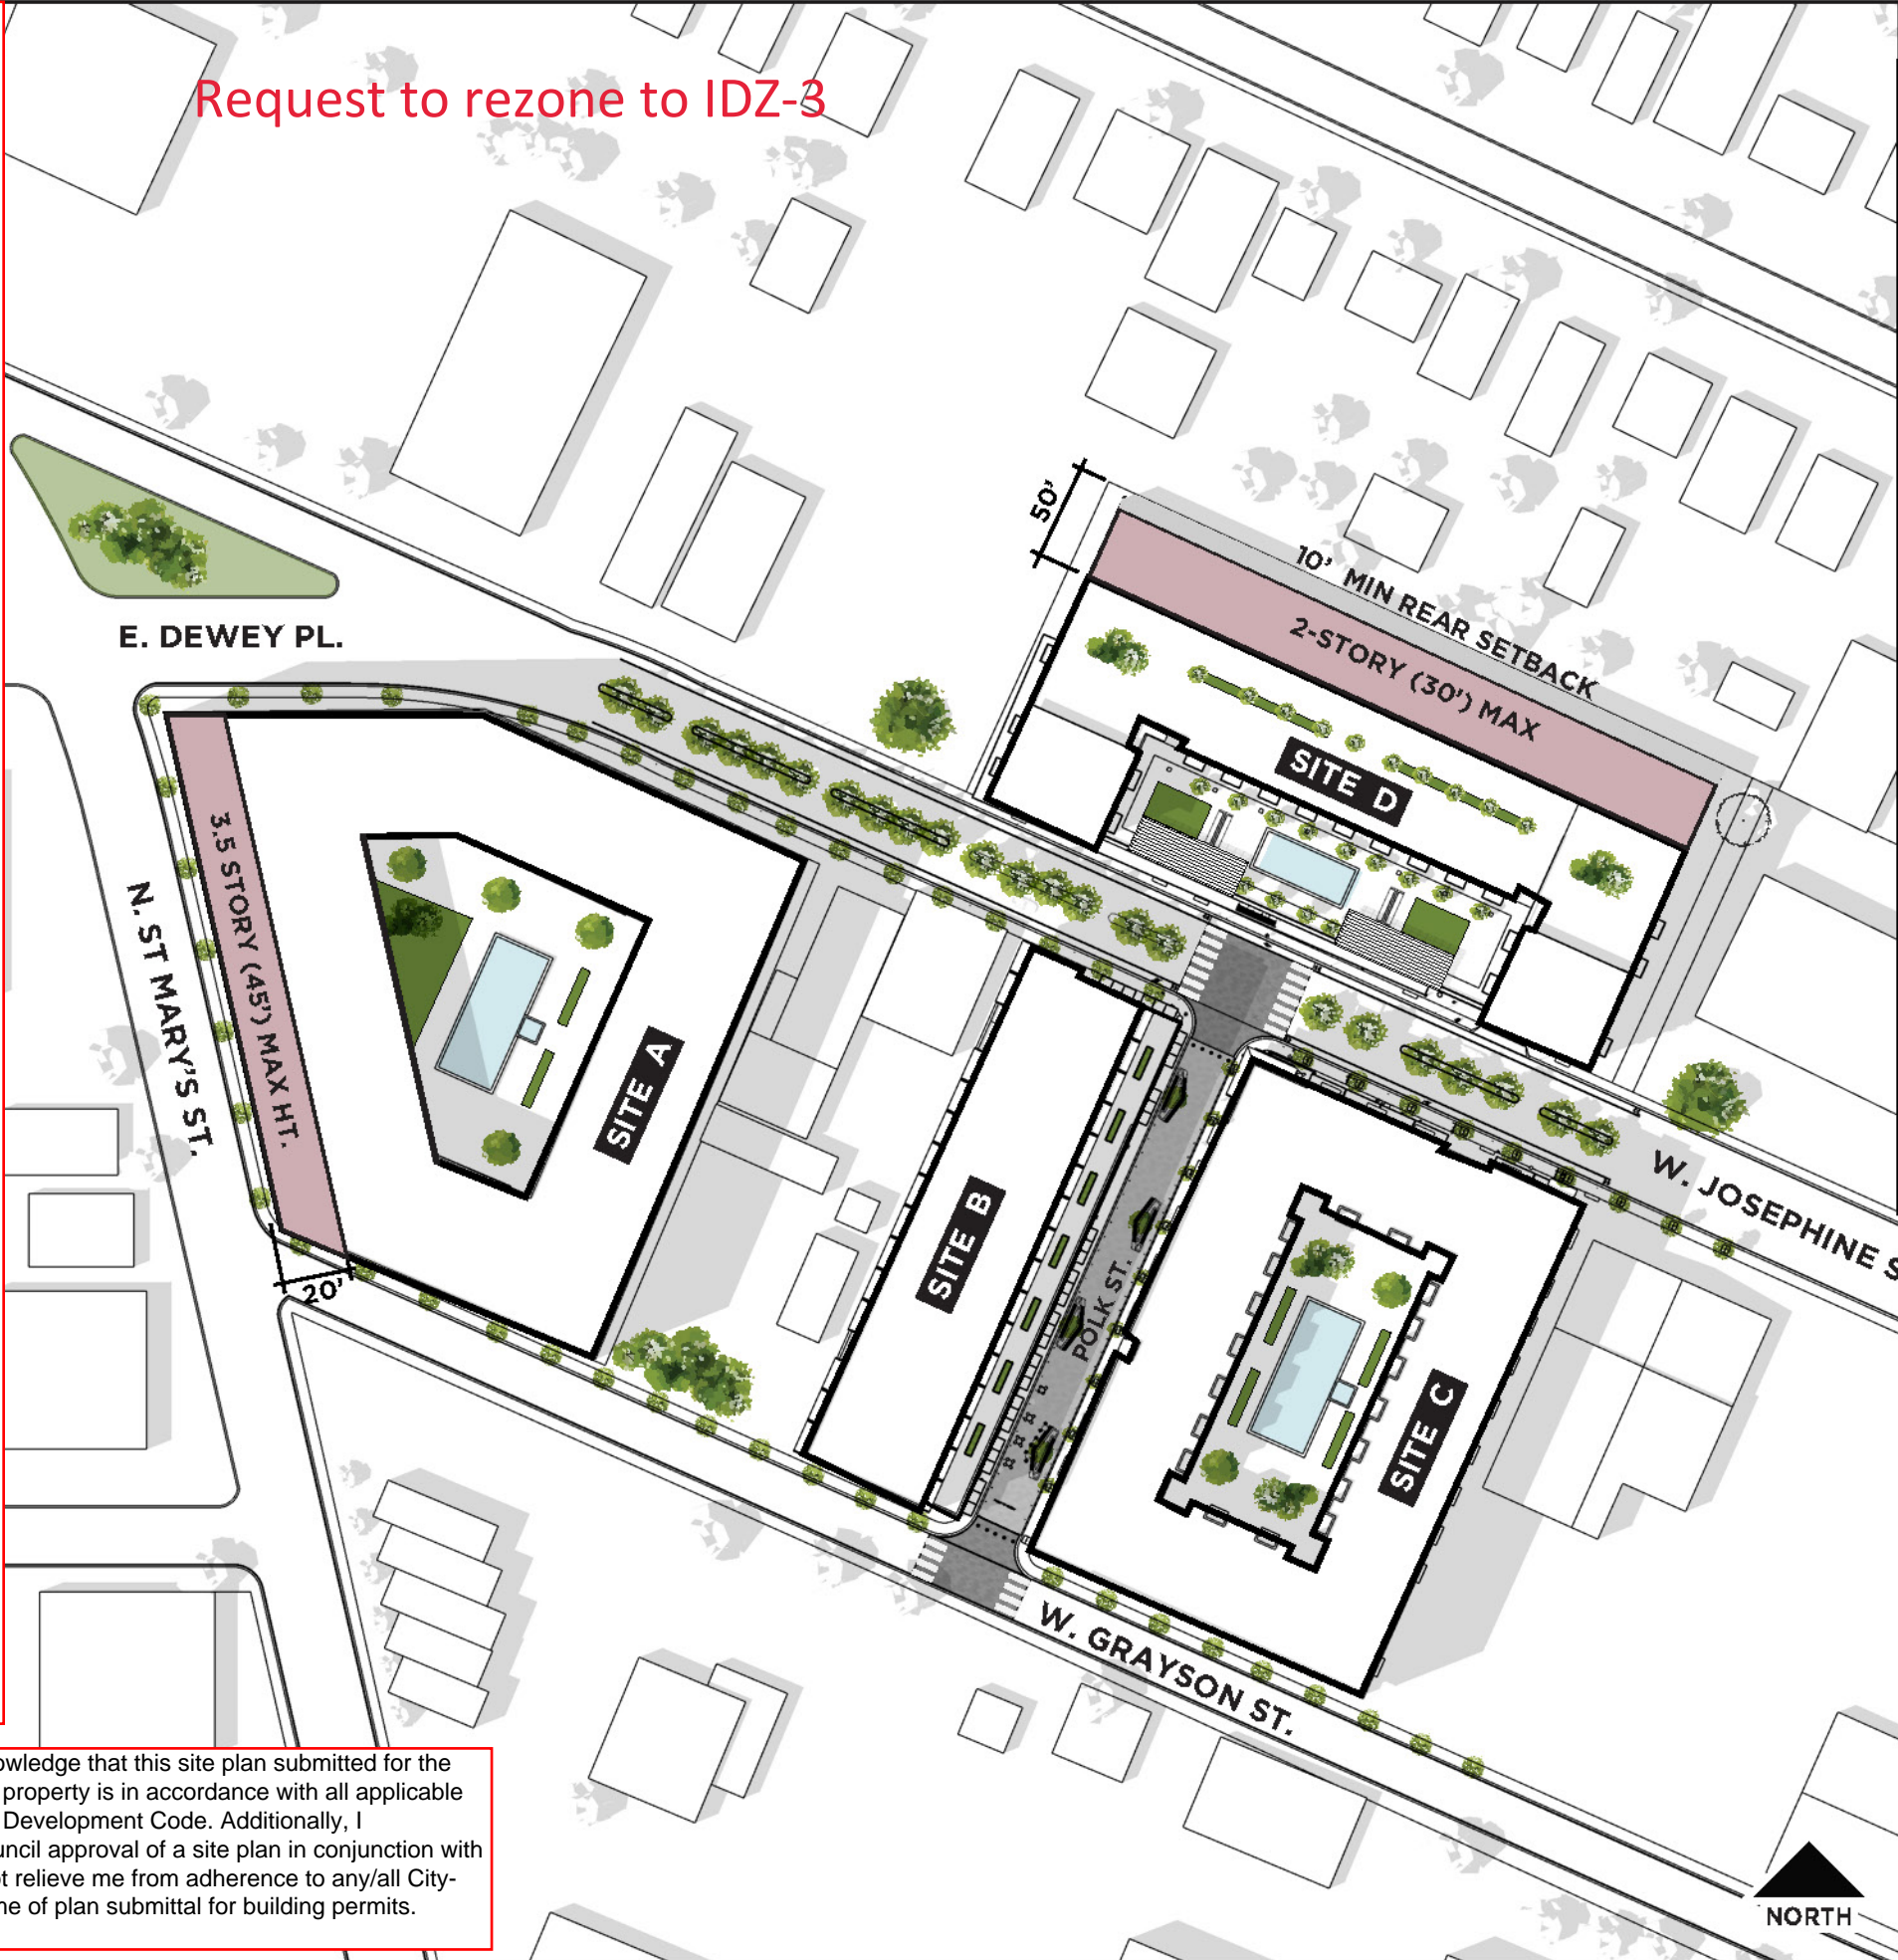 Request to rezone to IDZ-3
50'
10' MIN REAR SETBACK
2-STORY (30') MAX
E. DEWEY PL.
SITE D
3.5 STORY (45') MAX HT.
N. ST MARY'S ST.
SITE A
W. JOSEPHINE S
SITE B
POLK ST.
20'
SITE C
W. GRAYSON ST.
owledge that this site plan submitted for the
property is in accordance with all applicable
Development Code. Additionally, I
uncil approval of a site plan in conjunction with
ot relieve me from adherence to any/all City-
me of plan submittal for building permits.
NORTH